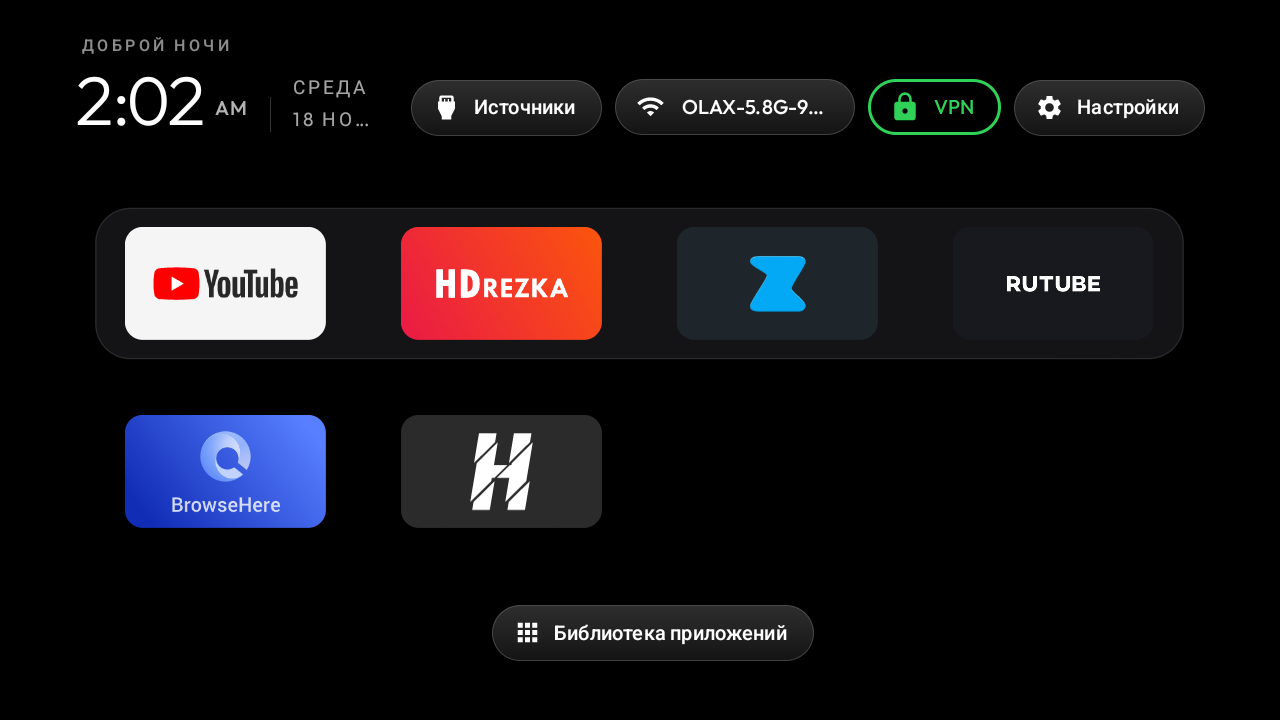 ДОБРОЙ НОЧИ
2:02 AM
СРЕДА
18 НО...
Источники
OLAX-5.8G-9...
VPN
Настройки
YouTube
HDREZKA
RUTUBE
BrowseHere
H
Библиотека приложений